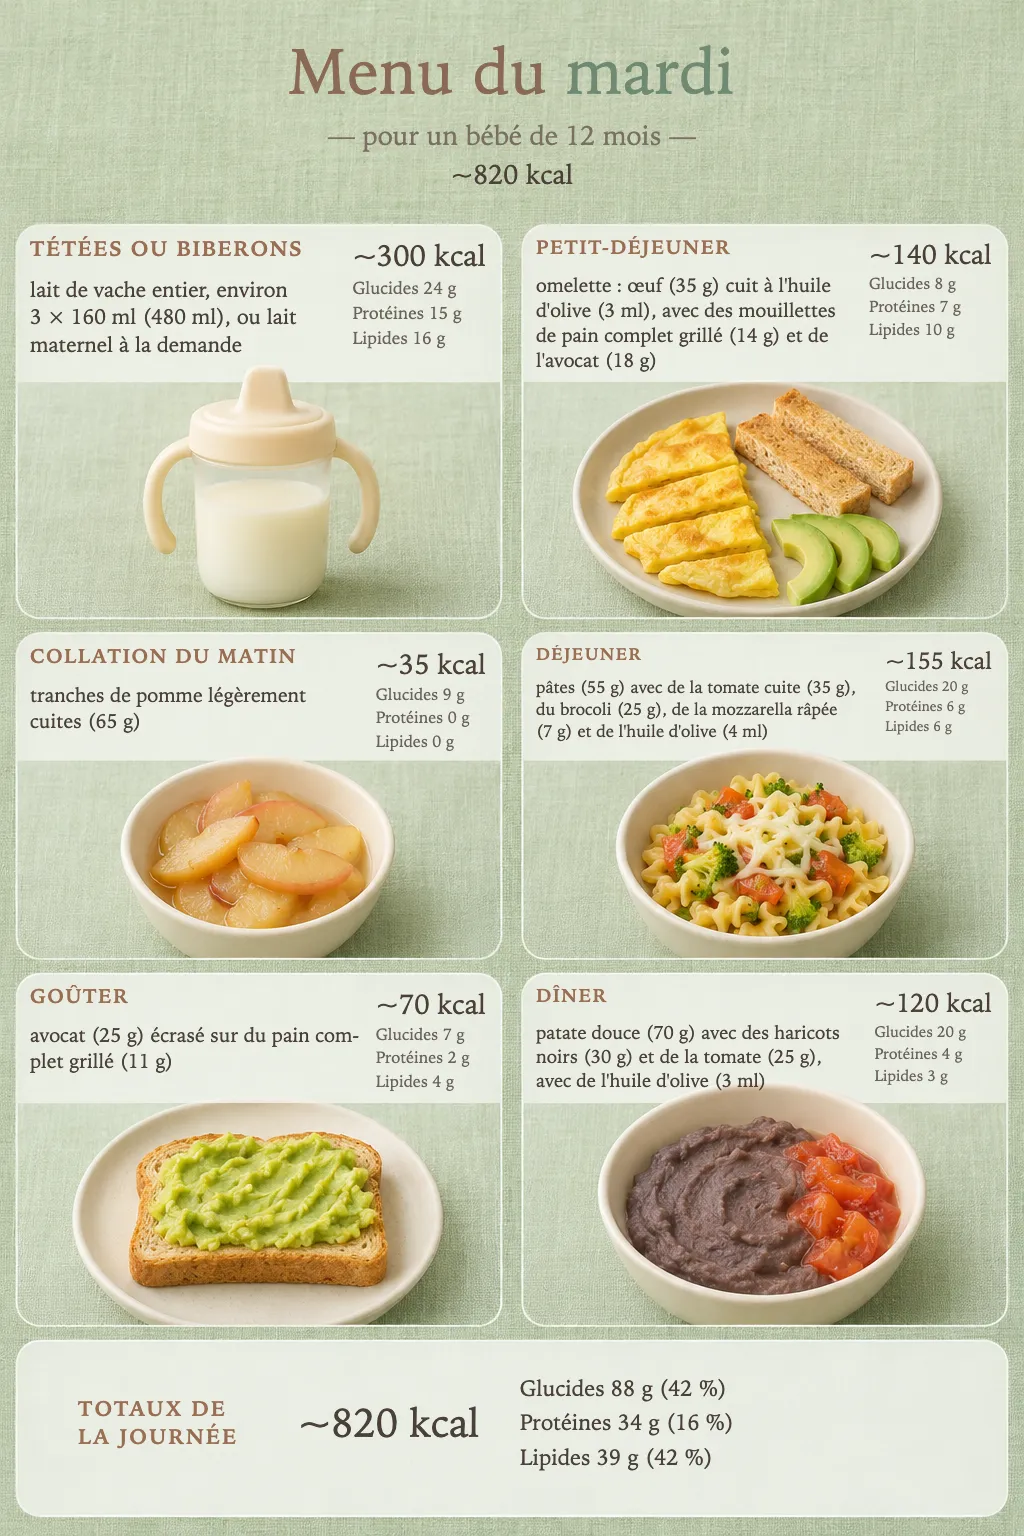 Menu du mardi
— pour un bébé de 12 mois —
~820 kcal
TÉTÉES OU BIBERONS
~300 kcal
lait de vache entier, environ
3 × 160 ml (480 ml), ou lait
maternel à la demande
Glucides 24 g
Protéines 15 g
Lipides 16 g
PETIT-DÉJEUNER
~140 kcal
omelette : œuf (35 g) cuit à l'huile
d'olive (3 ml), avec des mouillettes
de pain complet grillé (14 g) et de
l'avocat (18 g)
Glucides 8 g
Protéines 7 g
Lipides 10 g
COLLATION DU MATIN
~35 kcal
tranches de pomme légèrement
cuites (65 g)
Glucides 9 g
Protéines 0 g
Lipides 0 g
DÉJEUNER
~155 kcal
pâtes (55 g) avec de la tomate cuite (35 g),
du brocoli (25 g), de la mozzarella râpée
(7 g) et de l'huile d'olive (4 ml)
Glucides 20 g
Protéines 6 g
Lipides 6 g
GOÛTER
~70 kcal
avocat (25 g) écrasé sur du pain com-
plet grillé (11 g)
Glucides 7 g
Protéines 2 g
Lipides 4 g
DÎNER
~120 kcal
patate douce (70 g) avec des haricots
noirs (30 g) et de la tomate (25 g),
avec de l'huile d'olive (3 ml)
Glucides 20 g
Protéines 4 g
Lipides 3 g
TOTAUX DE
LA JOURNÉE
~820 kcal
Glucides 88 g (42 %)
Protéines 34 g (16 %)
Lipides 39 g (42 %)